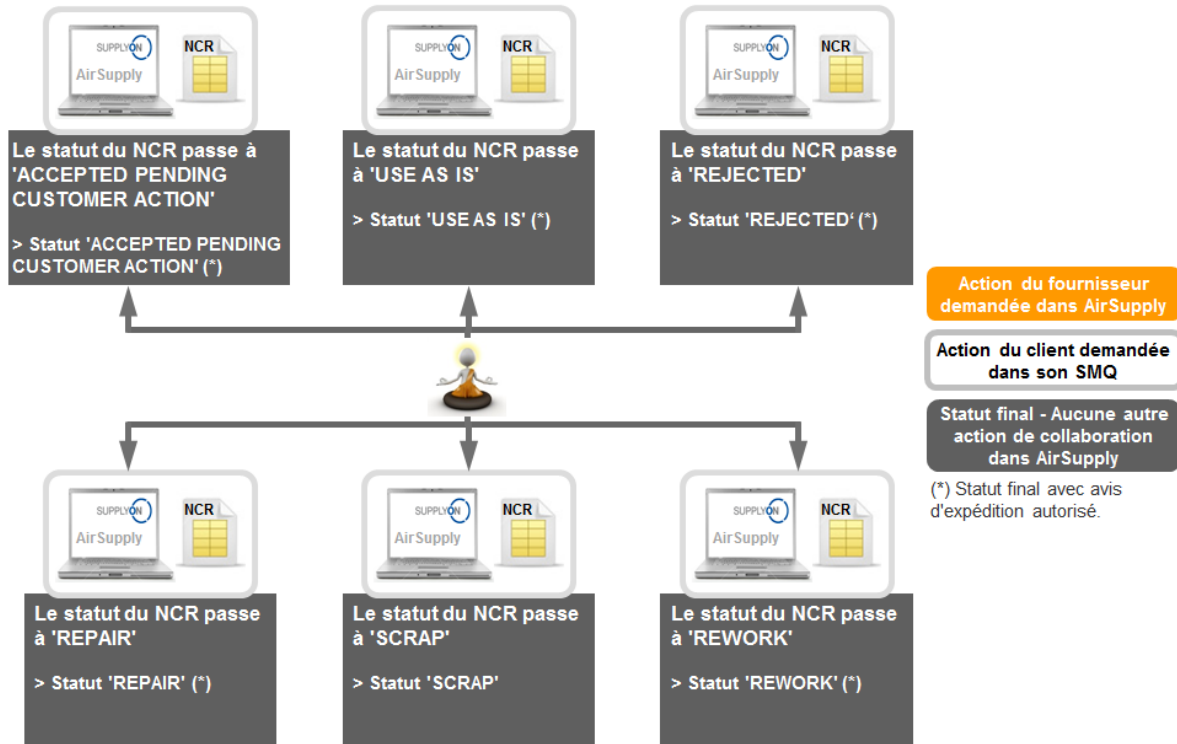 SUPPLYON
AirSupply
NCR
SUPPLYON
AirSupply
NCR
SUPPLYON
AirSupply
NCR
Le statut du NCR passe à
'ACCEPTED PENDING
CUSTOMER ACTION'
> Statut 'ACCEPTED PENDING
CUSTOMER ACTION' (*)
Le statut du NCR passe
à 'USE AS IS'
> Statut 'USE AS IS' (*)
Le statut du NCR passe
à 'REJECTED'
> Statut 'REJECTED‘ (*)
Action du fournisseur
demandée dans AirSupply
Action du client demandée
dans son SMQ
Statut final - Aucune autre
action de collaboration
dans AirSupply
(*) Statut final avec avis
d'expédition autorisé.
SUPPLYON
AirSupply
NCR
SUPPLYON
AirSupply
NCR
SUPPLYON
AirSupply
NCR
Le statut du NCR passe
à 'REPAIR'
> Statut 'REPAIR' (*)
Le statut du NCR passe
à 'SCRAP'
> Statut 'SCRAP'
Le statut du NCR passe
à 'REWORK'
> Statut 'REWORK' (*)